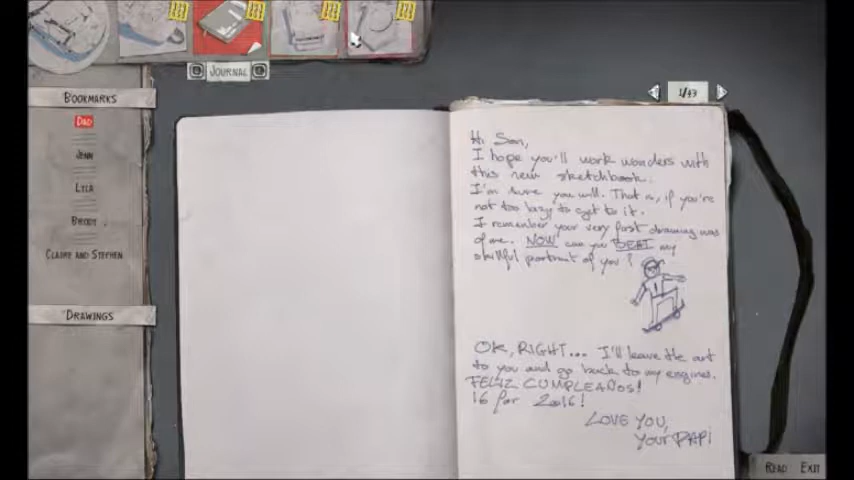 JOURNAL
1/43
BOOKMARKS
DAD
JENN
LYLA
BRODY
CLAIRE AND STEPHEN
DRAWINGS
Hi Son,
I hope you'll work wonders with
this new sketchbook.
I'm sure you will. That is, if you're
not too lazy to get to it.
I remember your very first drawing was
of me. NOW can you BEAT my
skillful portrait of you?
OK, RIGHT... I'll leave the art
to you and go back to my engines.
FELIZ CUMPLEAÑOS!
16 for 2016!
LOVE YOU,
YOUR PAPI
READ EXIT